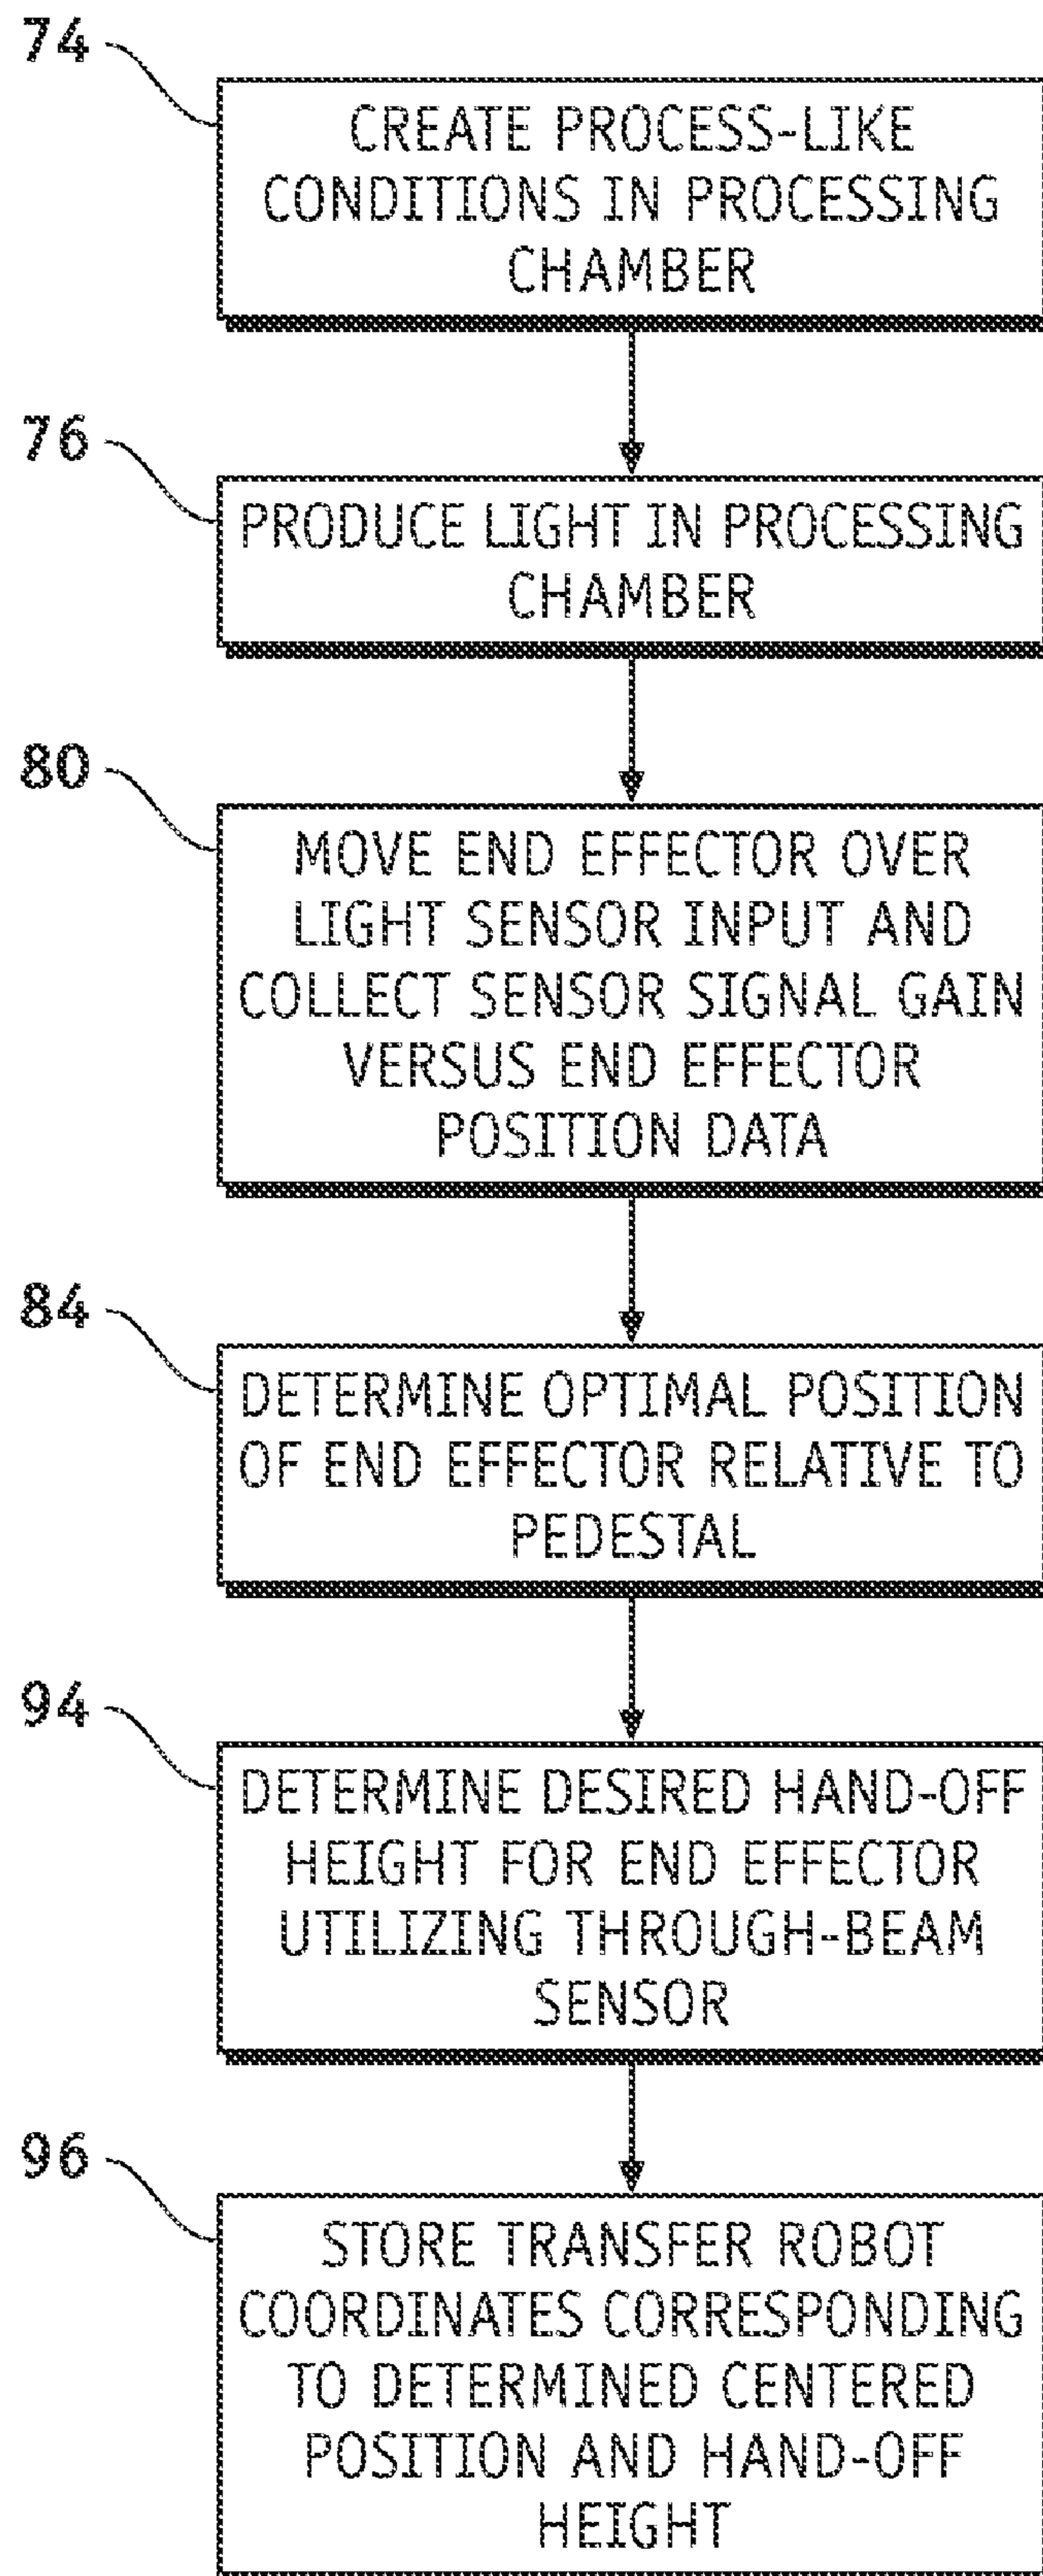 74
CREATE PROCESS-LIKE
CONDITIONS IN PROCESSING
CHAMBER
76
PRODUCE LIGHT IN PROCESSING
CHAMBER
80
MOVE END EFFECTOR OVER
LIGHT SENSOR INPUT AND
COLLECT SENSOR SIGNAL GAIN
VERSUS END EFFECTOR
POSITION DATA
84
DETERMINE OPTIMAL POSITION
OF END EFFECTOR RELATIVE TO
PEDESTAL
94
DETERMINE DESIRED HAND-OFF
HEIGHT FOR END EFFECTOR
UTILIZING THROUGH-BEAM
SENSOR
96
STORE TRANSFER ROBOT
COORDINATES CORRESPONDING
TO DETERMINED CENTERED
POSITION AND HAND-OFF
HEIGHT